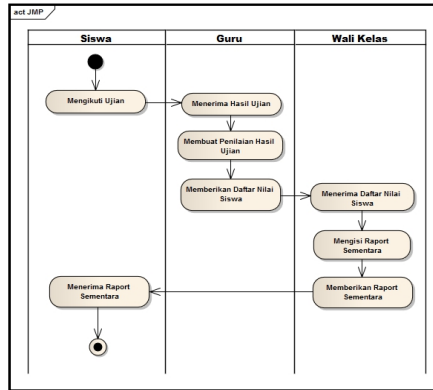 act JMP
Siswa
Guru
Wali Kelas
Mengikuti Ujian
Menerima Hasil Ujian
Membuat Penilaian Hasil
Ujian
Memberikan Daftar Nilai
Siswa
Menerima Daftar Nilai
Siswa
Mengisi Raport
Sementara
Memberikan Raport
Sementara
Menerima Raport
Sementara